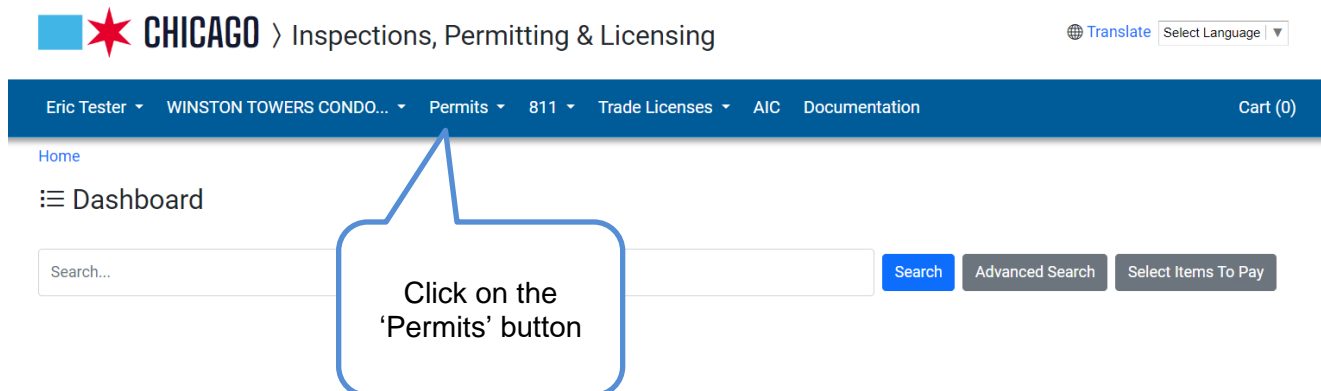 CHICAGO 〉 Inspections, Permitting & Licensing
Translate Select Language ▼
Eric Tester WINSTON TOWERS CONDO... Permits 811 Trade Licenses AIC Documentation Cart (0)
Home
Dashboard
Search... Search Advanced Search Select Items To Pay
Click on the
‘Permits’ button